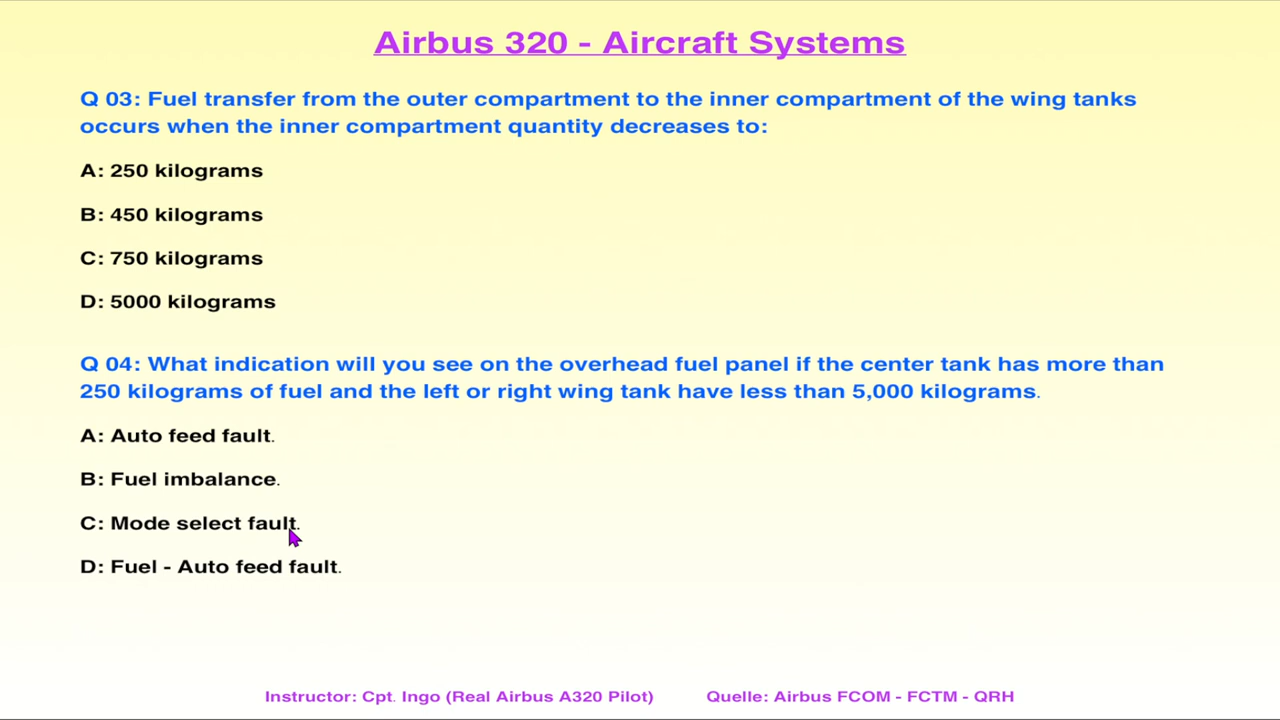 Airbus 320 - Aircraft Systems
Q 03: Fuel transfer from the outer compartment to the inner compartment of the wing tanks
occurs when the inner compartment quantity decreases to:
A: 250 kilograms
B: 450 kilograms
C: 750 kilograms
D: 5000 kilograms
Q 04: What indication will you see on the overhead fuel panel if the center tank has more than
250 kilograms of fuel and the left or right wing tank have less than 5,000 kilograms.
A: Auto feed fault.
B: Fuel imbalance.
C: Mode select fault.
D: Fuel - Auto feed fault.
Instructor: Cpt. Ingo (Real Airbus A320 Pilot) Quelle: Airbus FCOM - FCTM - QRH